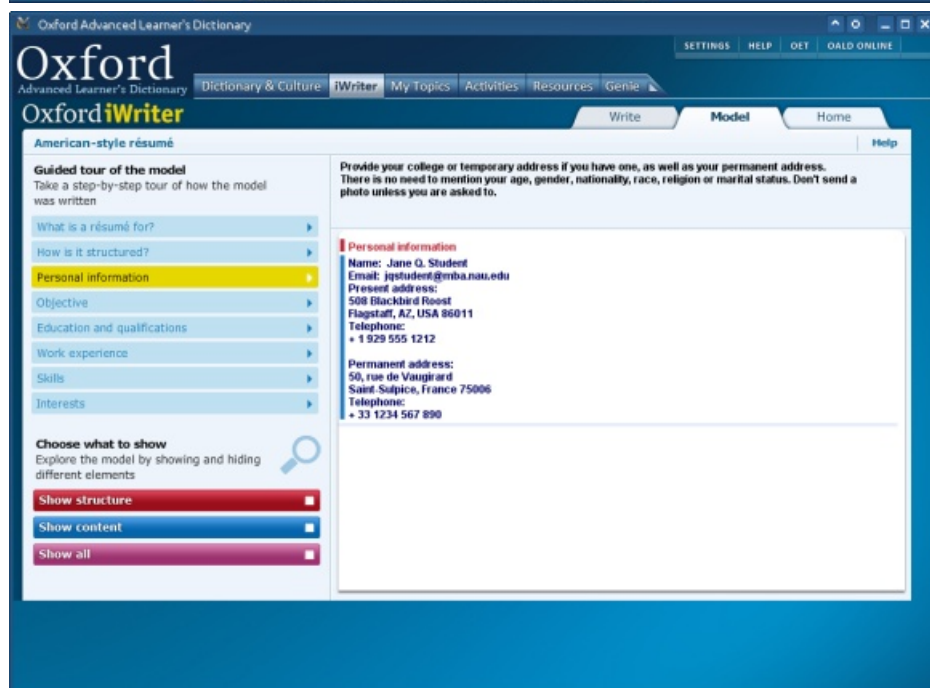 Oxford Advanced Learner's Dictionary
SETTINGS HELP OET OALD ONLINE
Oxford
Advanced Learner's Dictionary
Dictionary & Culture iWriter My Topics Activities Resources Genie
Oxford iWriter
Write Model Home
American-style résumé
Help
Guided tour of the model
Take a step-by-step tour of how the model
was written
What is a résumé for?
How is it structured?
Personal information
Objective
Education and qualifications
Work experience
Skills
Interests
Choose what to show
Explore the model by showing and hiding
different elements
Show structure
Show content
Show all
Provide your college or temporary address if you have one, as well as your permanent address.
There is no need to mention your age, gender, nationality, race, religion or marital status. Don't send a
photo unless you are asked to.
Personal information
Name: Jane Q. Student
Email: jqstudent@mba.nau.edu
Present address:
508 Blackbird Roost
Flagstaff, AZ, USA 86011
Telephone:
+ 1 929 555 1212
Permanent address:
50, rue de Vaugirard
Saint-Sulpice, France 75006
Telephone:
+ 33 1234 567 890